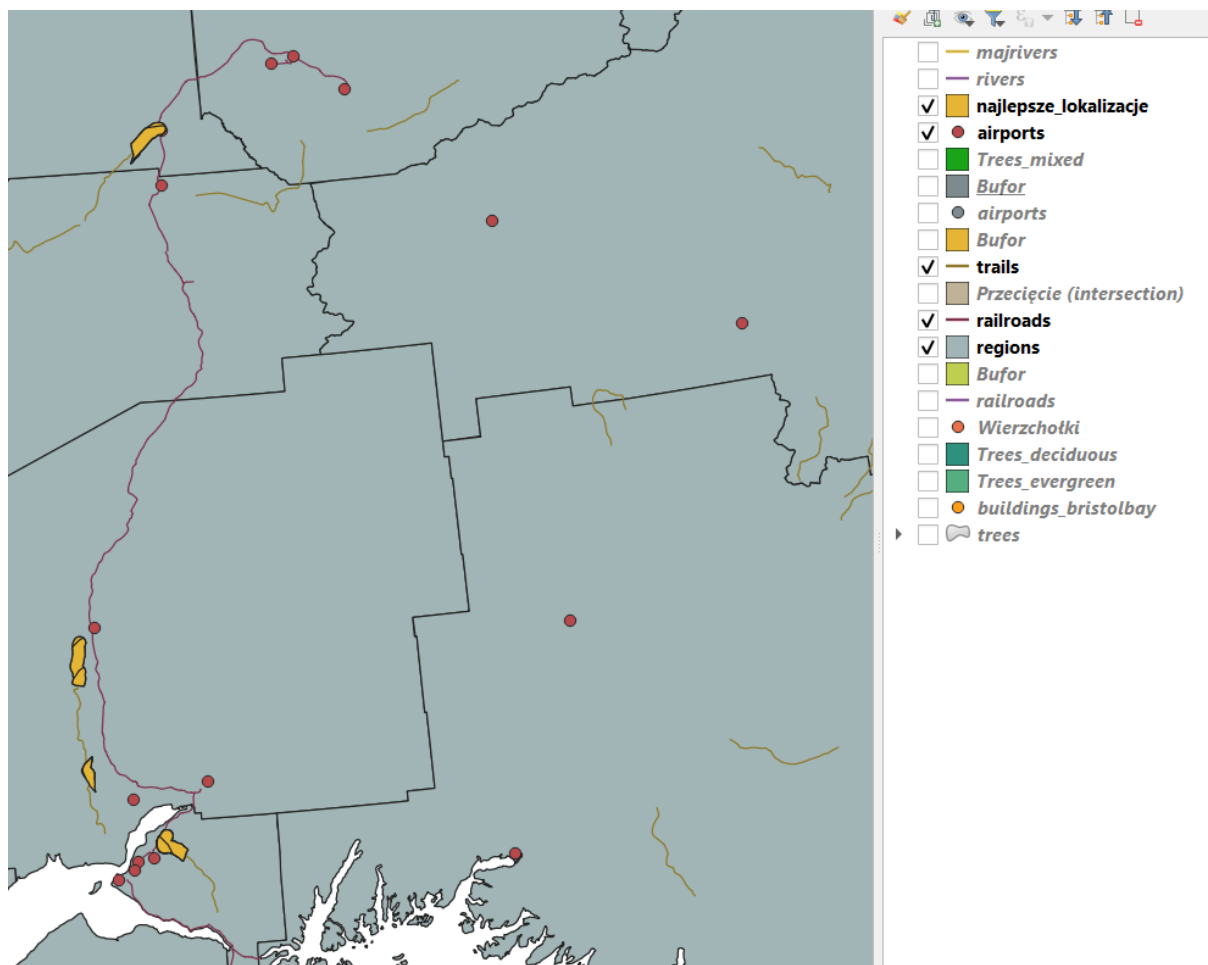 majrivers
rivers
najlepsze_lokalizacje
airports
Trees_mixed
Bufor
airports
Bufor
trails
Przecięcie (intersection)
railroads
regions
Bufor
railroads
Wierzchołki
Trees_deciduous
Trees_evergreen
buildings_bristolbay
trees